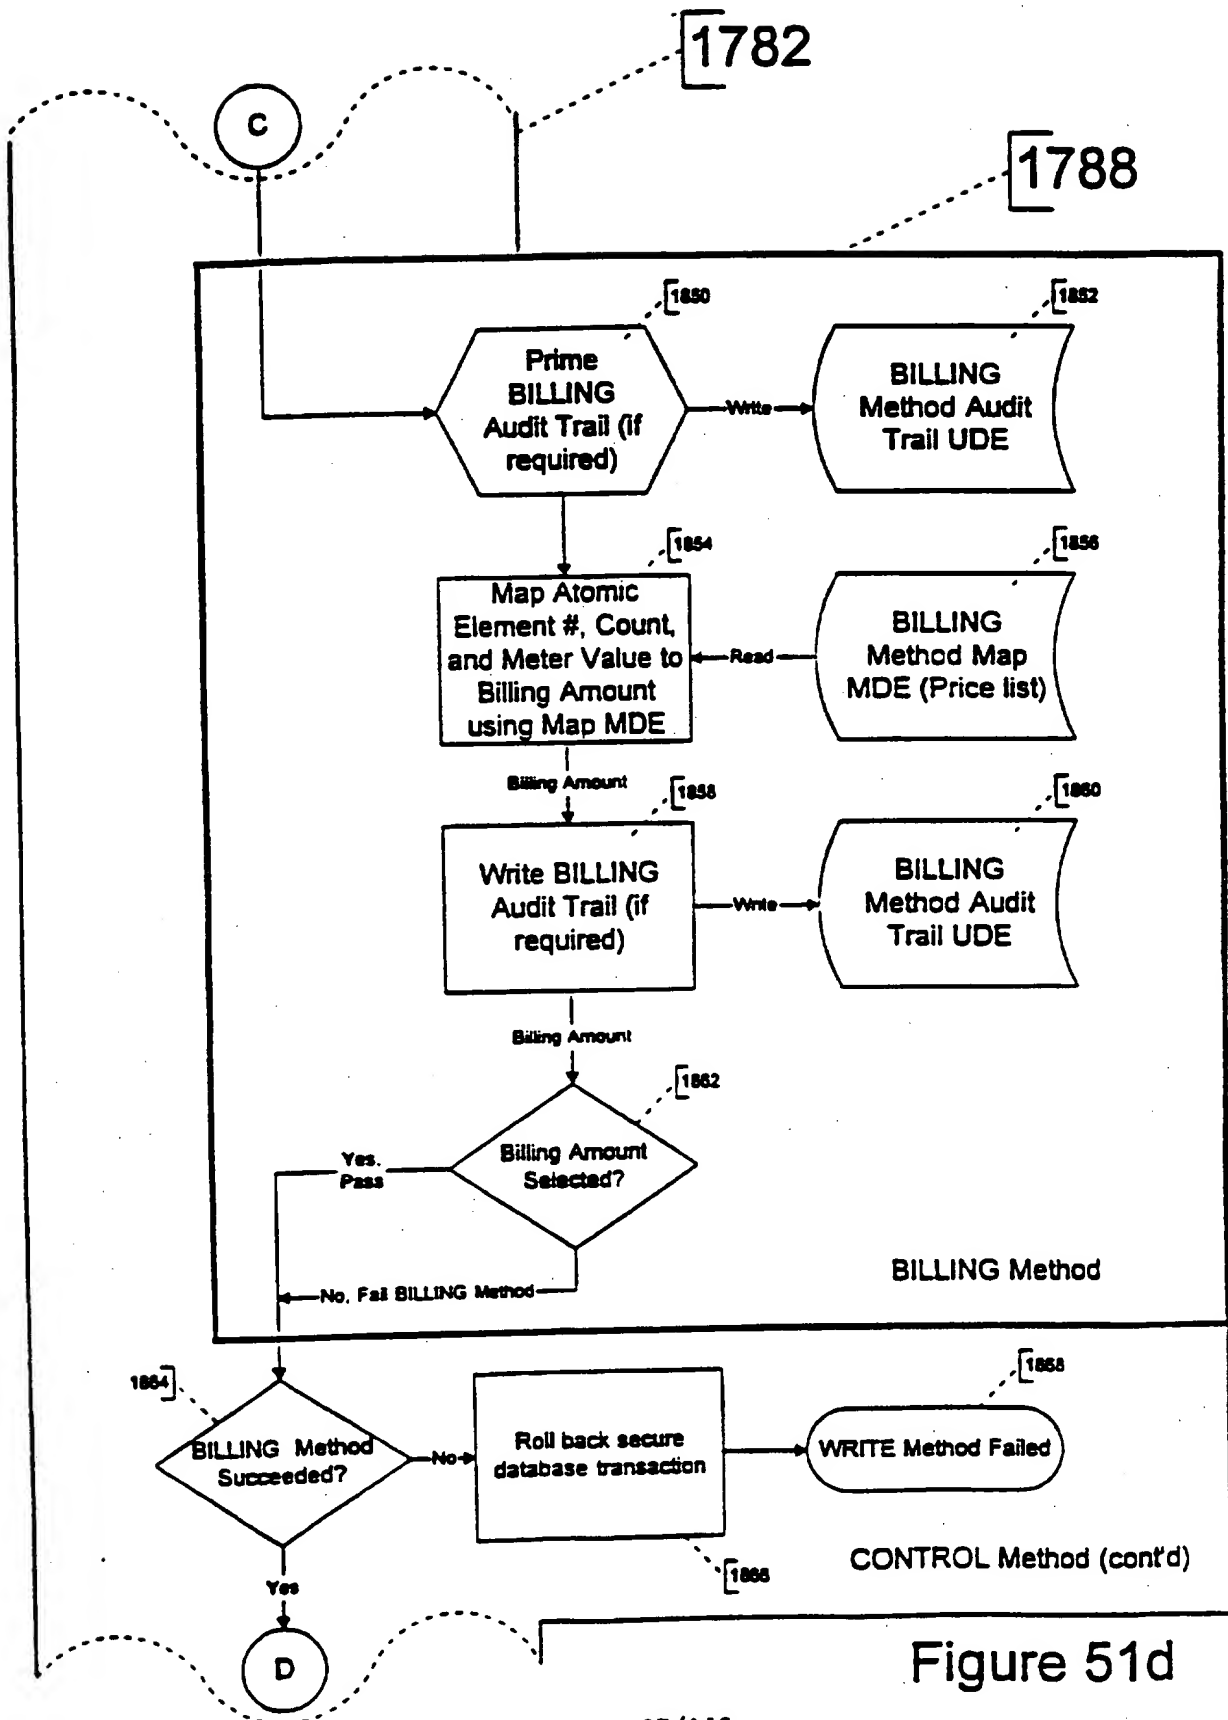 1782
C
1788
1850
1852
Prime
BILLING
Audit Trail (if
required)
Write
BILLING
Method Audit
Trail UDE
1854
1856
Map Atomic
Element #, Count,
and Meter Value to
Billing Amount
using Map MDE
Read
BILLING
Method Map
MDE (Price list)
Billing Amount
1858
1860
Write BILLING
Audit Trail (if
required)
Write
BILLING
Method Audit
Trail UDE
Billing Amount
1862
Billing Amount
Selected?
Yes,
Pass
BILLING Method
No, Fail BILLING Method
1864
1868
BILLING Method
Succeeded?
No
Roll back secure
database transaction
WRITE Method Failed
1866
CONTROL Method (cont'd)
Yes
D
Figure 51d